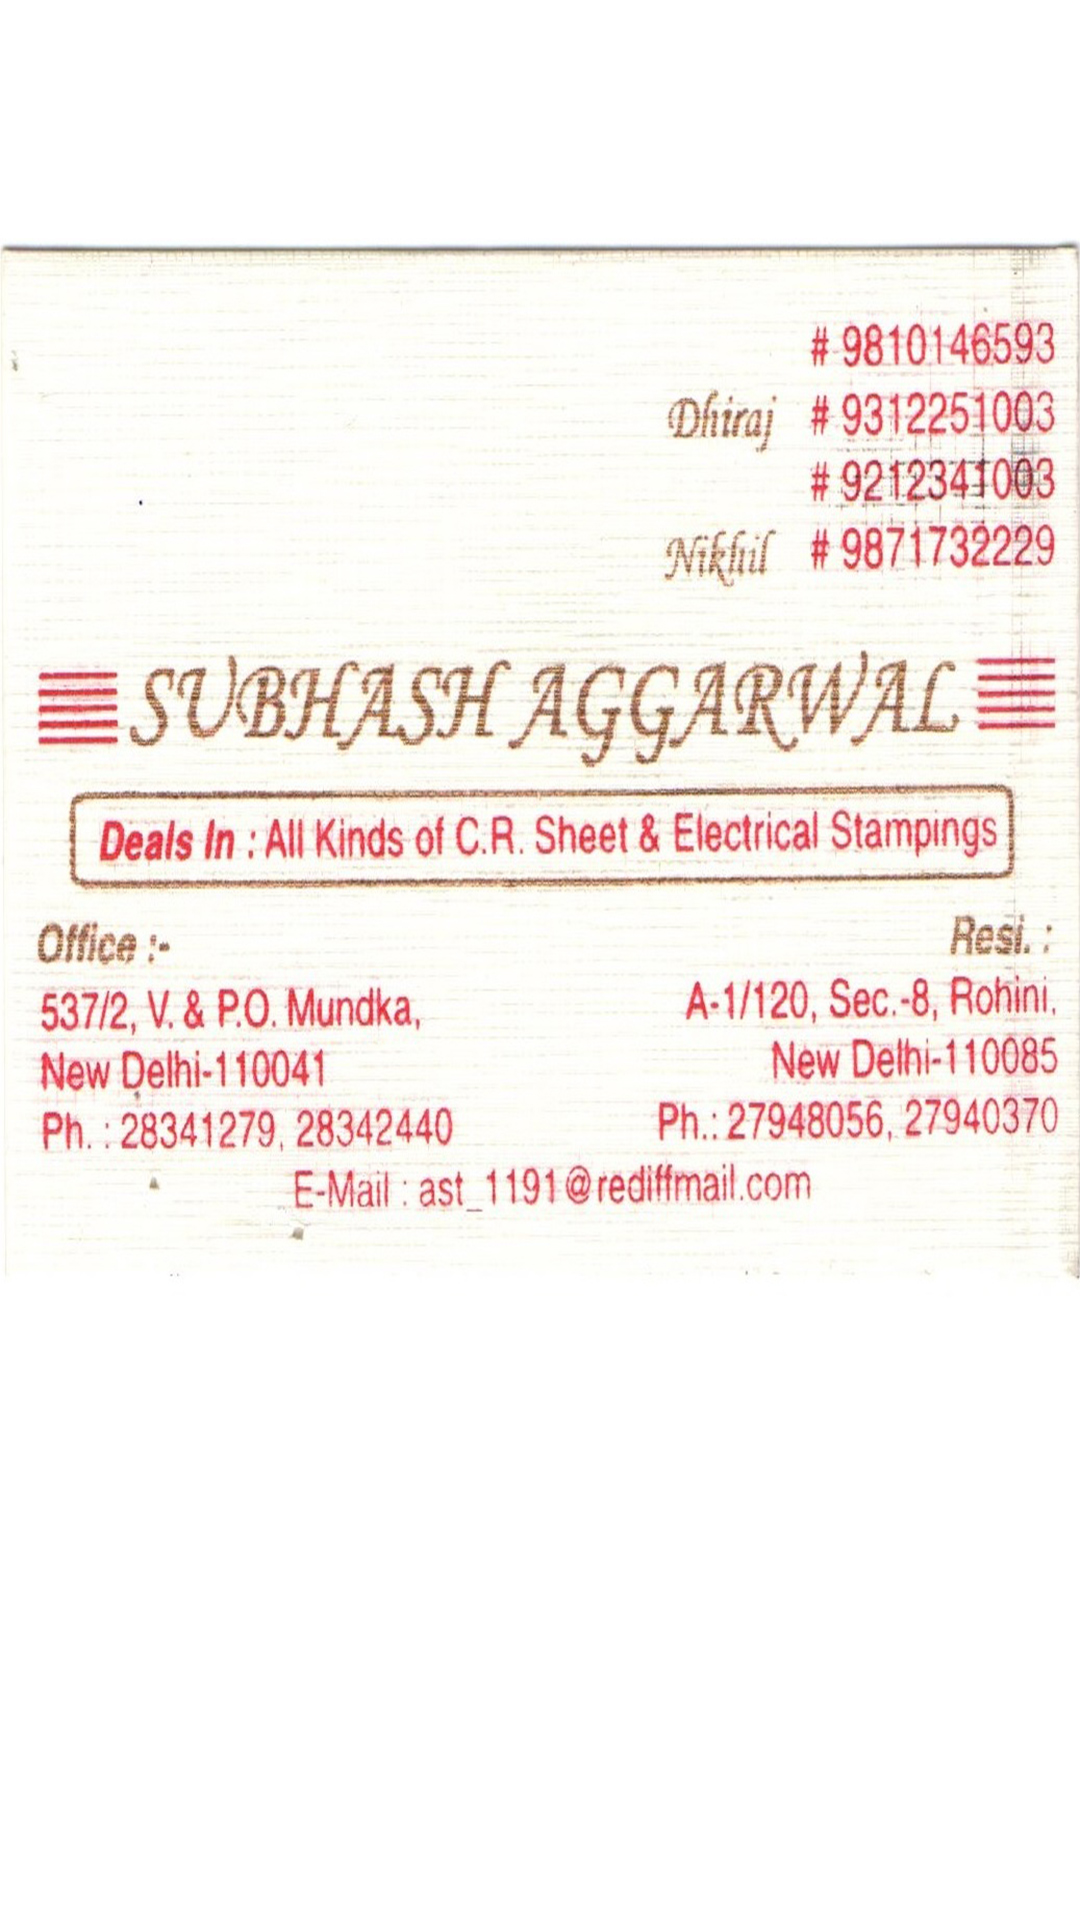 # 9810146593
Dhiraj # 9312251003
# 9212341003
Nikhil # 9871732229
SUBHASH AGGARWAL
Deals In : All Kinds of C.R. Sheet & Electrical Stampings
Office :-
537/2, V. & P.O. Mundka,
New Delhi-110041
Ph. : 28341279, 28342440
Resi. :
A-1/120, Sec.-8, Rohini,
New Delhi-110085
Ph.: 27948056, 27940370
E-Mail : ast_1191@rediffmail.com